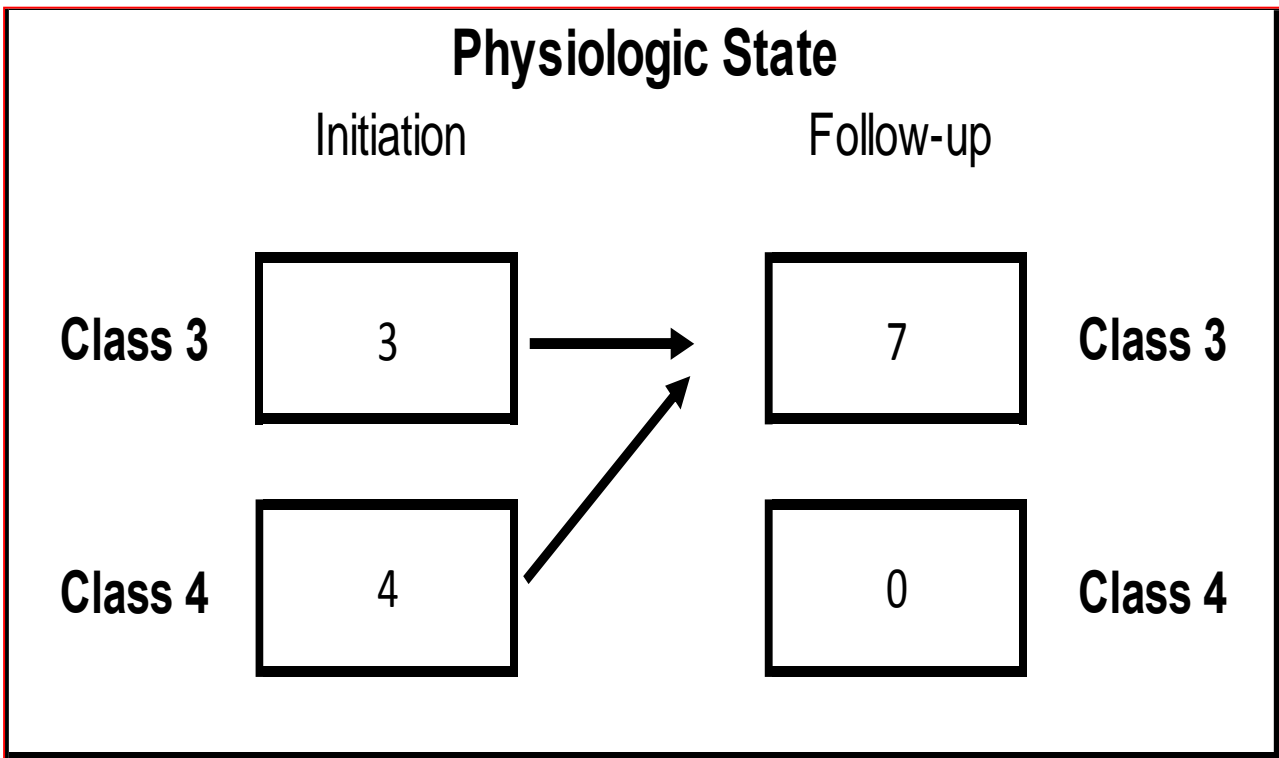 Physiologic State
Initiation Follow-up
Class 3 3 7 Class 3
Class 4 4 0 Class 4